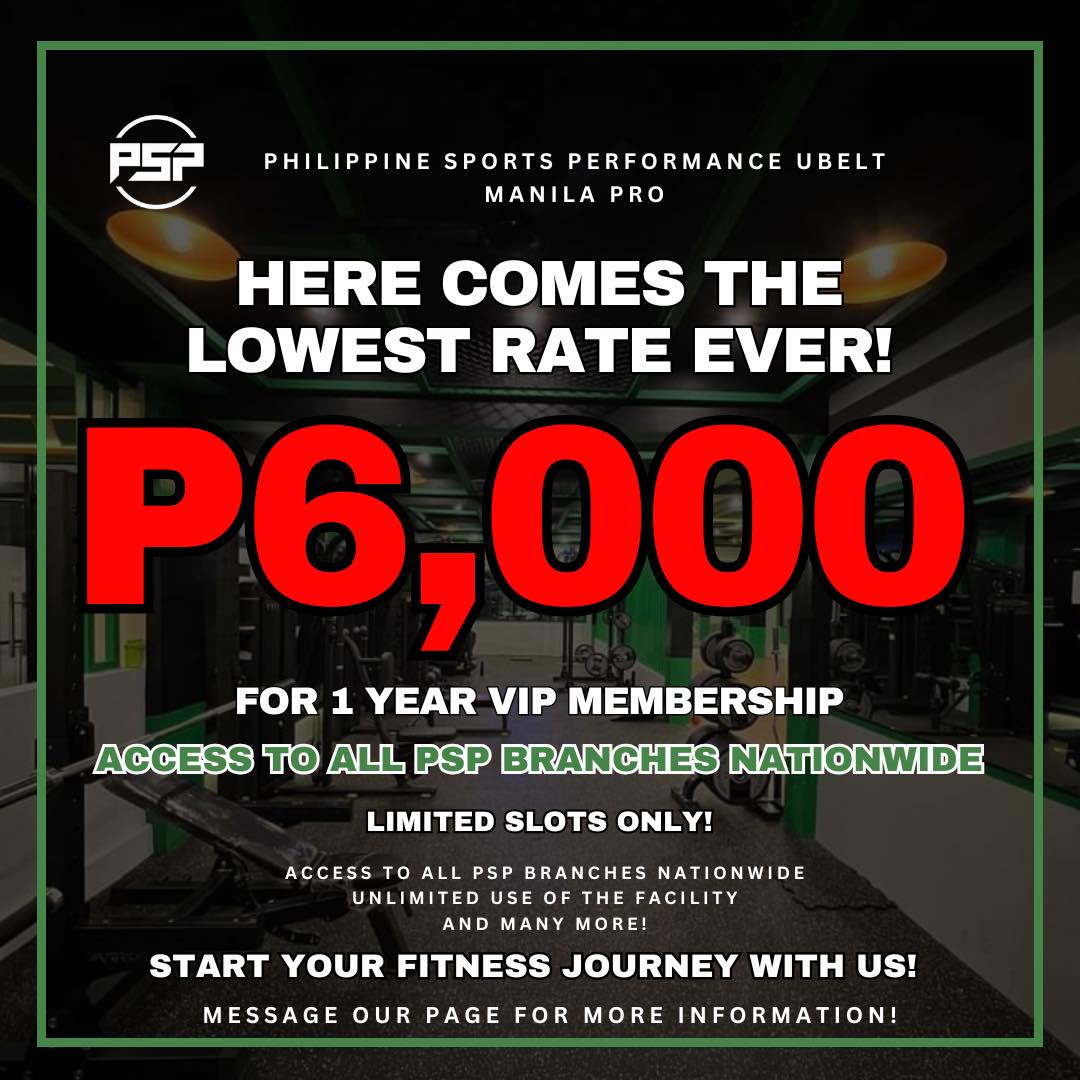 PSP
PHILIPPINE SPORTS PERFORMANCE UBELT
MANILA PRO
HERE COMES THE
LOWEST RATE EVER!
P6,000
FOR 1 YEAR VIP MEMBERSHIP
ACCESS TO ALL PSP BRANCHES NATIONWIDE
LIMITED SLOTS ONLY!
ACCESS TO ALL PSP BRANCHES NATIONWIDE
UNLIMITED USE OF THE FACILITY
AND MANY MORE!
START YOUR FITNESS JOURNEY WITH US!
MESSAGE OUR PAGE FOR MORE INFORMATION!